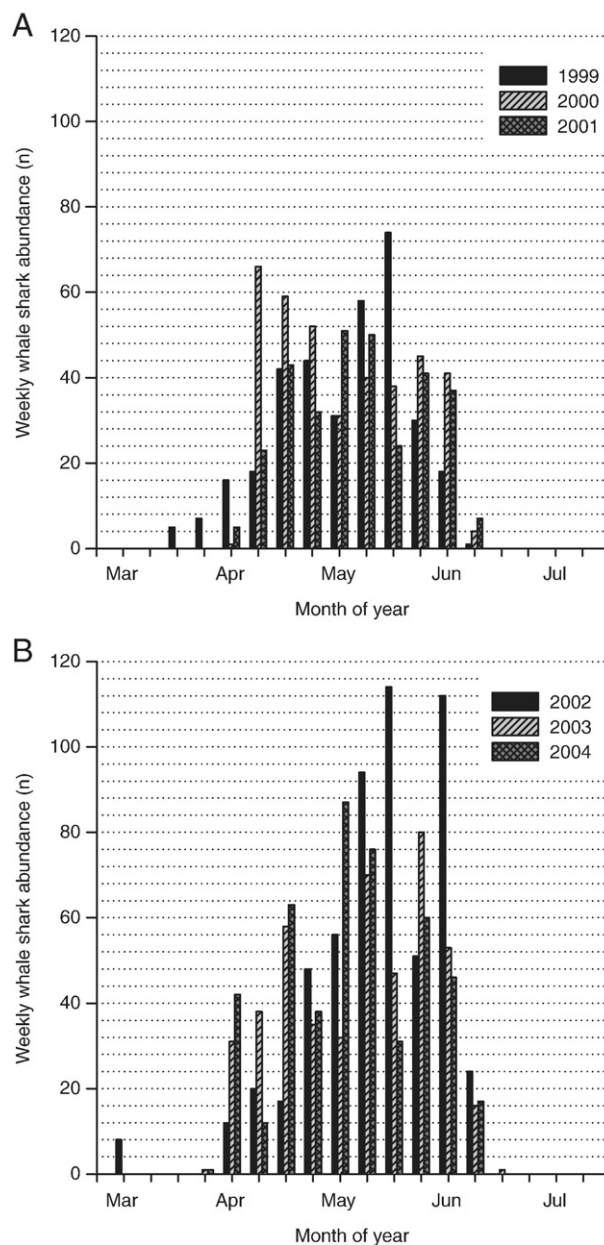 A
120
100
80
60
40
20
0
Weekly whale shark abundance (n)
1999
2000
2001
Mar Apr May Jun Jul
Month of year
B
120
100
80
60
40
20
0
Weekly whale shark abundance (n)
2002
2003
2004
Mar Apr May Jun Jul
Month of year